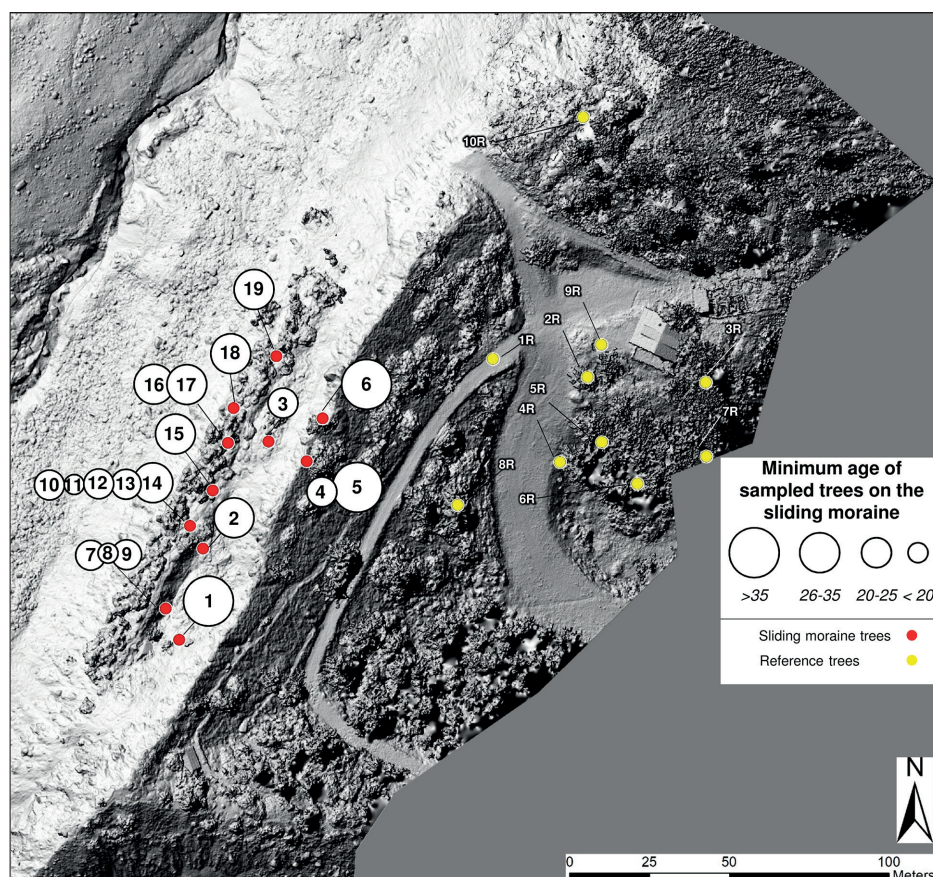 10R
9R
2R
1R
3R
19
18
6
16 17
3
5R
4R
7R
15
8R
10 11 12 13 14
4 5
6R
2
7 8 9
1
Minimum age of
sampled trees on the
sliding moraine
>35 26-35 20-25 < 20
Sliding moraine trees
Reference trees
N
0 25 50 100
Meters